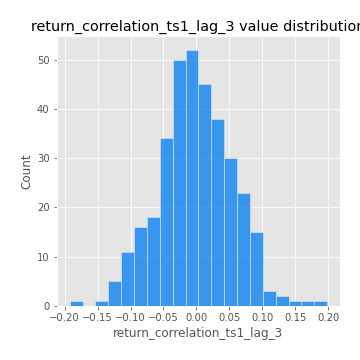 return_correlation_ts1_lag_3 value distribution
Count
50
40
30
20
10
0
−0.20 −0.15 −0.10 −0.05 0.00 0.05 0.10 0.15 0.20
return_correlation_ts1_lag_3